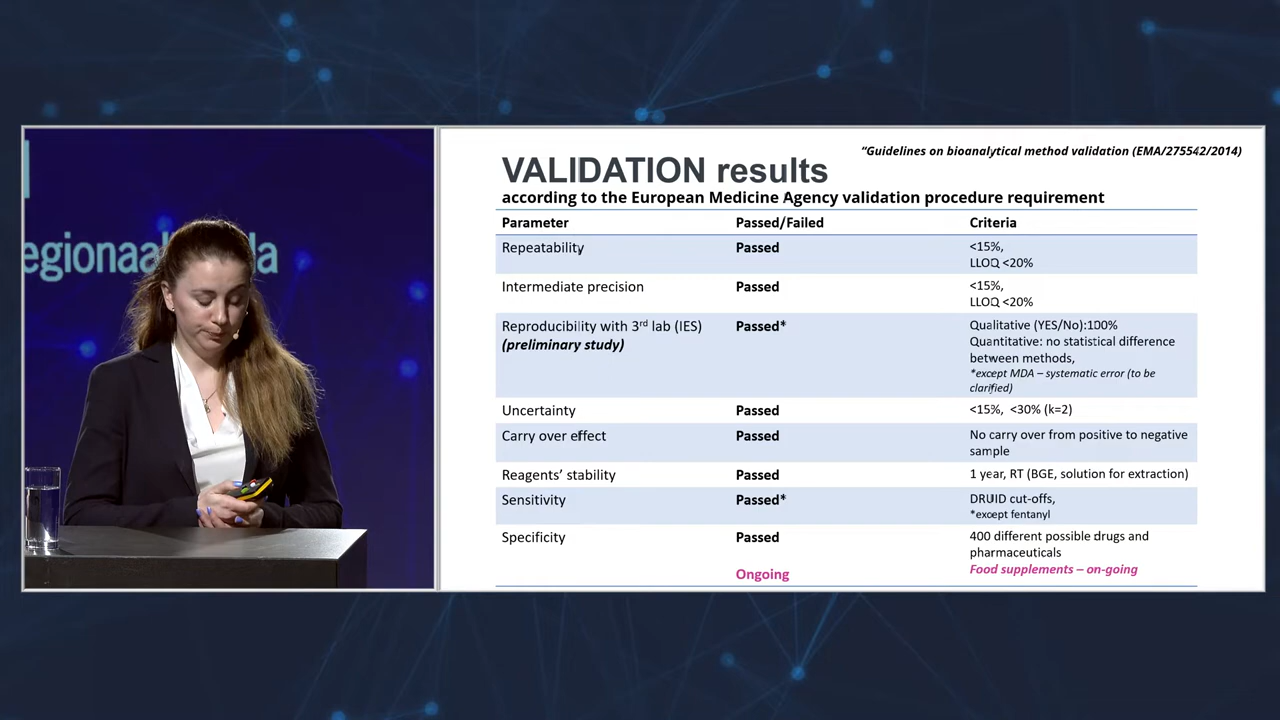 egionaa
da
"Guidelines on bioanalytical method validation (EMA/275542/2014)
VALIDATION results
according to the European Medicine Agency validation procedure requirement
Parameter Passed/Failed Criteria
Repeatability Passed <15%,
LLOQ <20%
Intermediate precision Passed <15%,
LLOQ <20%
Reproducibility with 3rd lab (IES) Passed* Qualitative (YES/No):100%
(preliminary study) Quantitative: no statistical difference
between methods,
*except MDA – systematic error (to be
clarified)
Uncertainty Passed <15%, <30% (k=2)
Carry over effect Passed No carry over from positive to negative
sample
Reagents' stability Passed 1 year, RT (BGE, solution for extraction)
Sensitivity Passed* DRUID cut-offs,
*except fentanyl
Specificity Passed 400 different possible drugs and
pharmaceuticals
Ongoing Food supplements – on-going